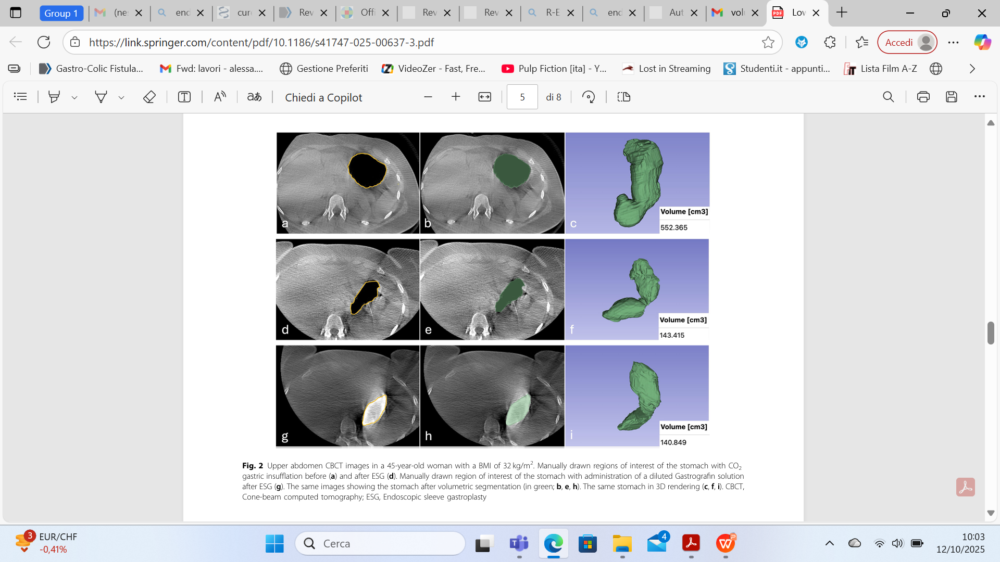 Group 1
(ne
end
cur
Rev
Offi
Rev
Rev
R-E
end
Aut
vol
Lov
https://link.springer.com/content/pdf/10.1186/s41747-025-00637-3.pdf
Accedi
Gastro-Colic Fistula...
Fwd: lavori - alessa....
Gestione Preferiti
VideoZer - Fast, Fre...
Pulp Fiction [ita] - Y...
Lost in Streaming
Studenti.it - appunti...
Lista Film A-Z
Chiedi a Copilot
5
di 8
a
b
c
Volume [cm3]
552.365
d
e
f
Volume [cm3]
143.415
g
h
i
Volume [cm3]
140.849
Fig. 2 Upper abdomen CBCT images in a 45-year-old woman with a BMI of 32 kg/m². Manually drawn regions of interest of the stomach with CO₂
gastric insufflation before (a) and after ESG (d). Manually drawn region of interest of the stomach with administration of a diluted Gastrografin solution
after ESG (g). The same images showing the stomach after volumetric segmentation (in green; b, e, h). The same stomach in 3D rendering (c, f, i). CBCT,
Cone-beam computed tomography; ESG, Endoscopic sleeve gastroplasty
3
EUR/CHF
-0,41%
Cerca
4
10:03
12/10/2025